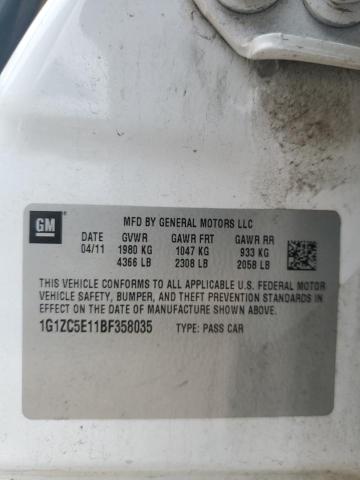 GM
MFD BY GENERAL MOTORS LLC
DATE GVWR GAWR FRT GAWR RR
04/11 1980 KG 1047 KG 933 KG
4366 LB 2308 LB 2058 LB
THIS VEHICLE CONFORMS TO ALL APPLICABLE U.S. FEDERAL MOTOR
VEHICLE SAFETY, BUMPER, AND THEFT PREVENTION STANDARDS
IN EFFECT ON THE DATE OF MANUFACTURE SHOWN ABOVE.
1G1ZC5E11BF358035 TYPE: PASS CAR